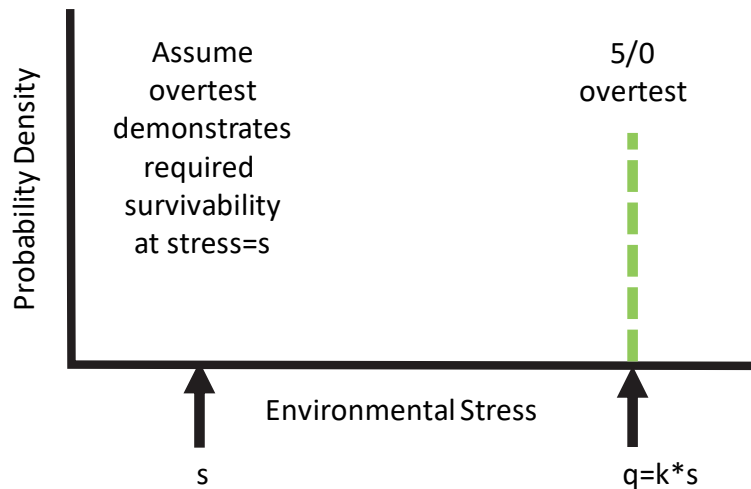 Probability Density
Assume
overtest
demonstrates
required
survivability
at stress=s
5/0
overtest
Environmental Stress
s
q=k*s